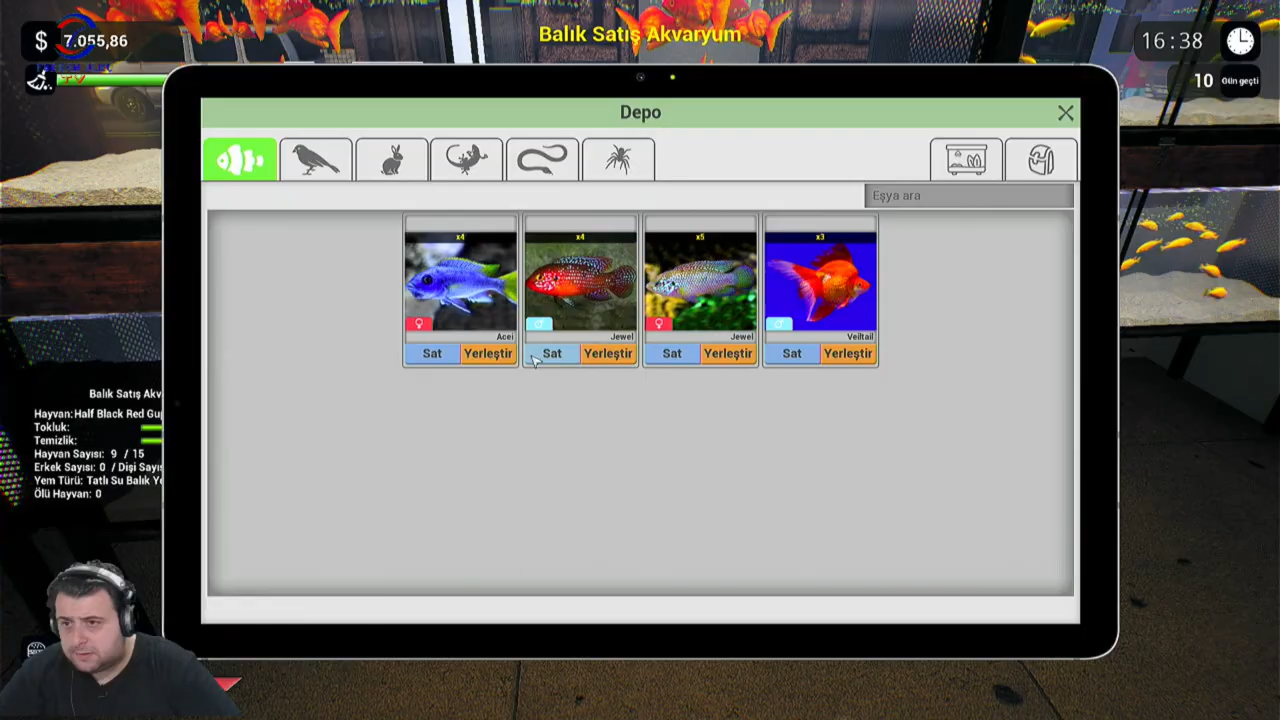 $ 7.055,86
Balık Satış Akvaryum
16:38
10 Gün geçti
TV
Depo
Eşya ara
x4
x4
x5
x3
Acei
Jewel
Jewel
Veiltail
Sat Yerleştir
Sat Yerleştir
Sat Yerleştir
Sat Yerleştir
Balık Satış Akv
Hayvan:Half Black Red Gu
Tokluk:
Temizlik:
Hayvan Sayısı: 9 / 15
Erkek Sayısı: 0 / Dişi Sayıs
Yem Türü: Tatlı Su Balık Ye
Ölü Hayvan: 0